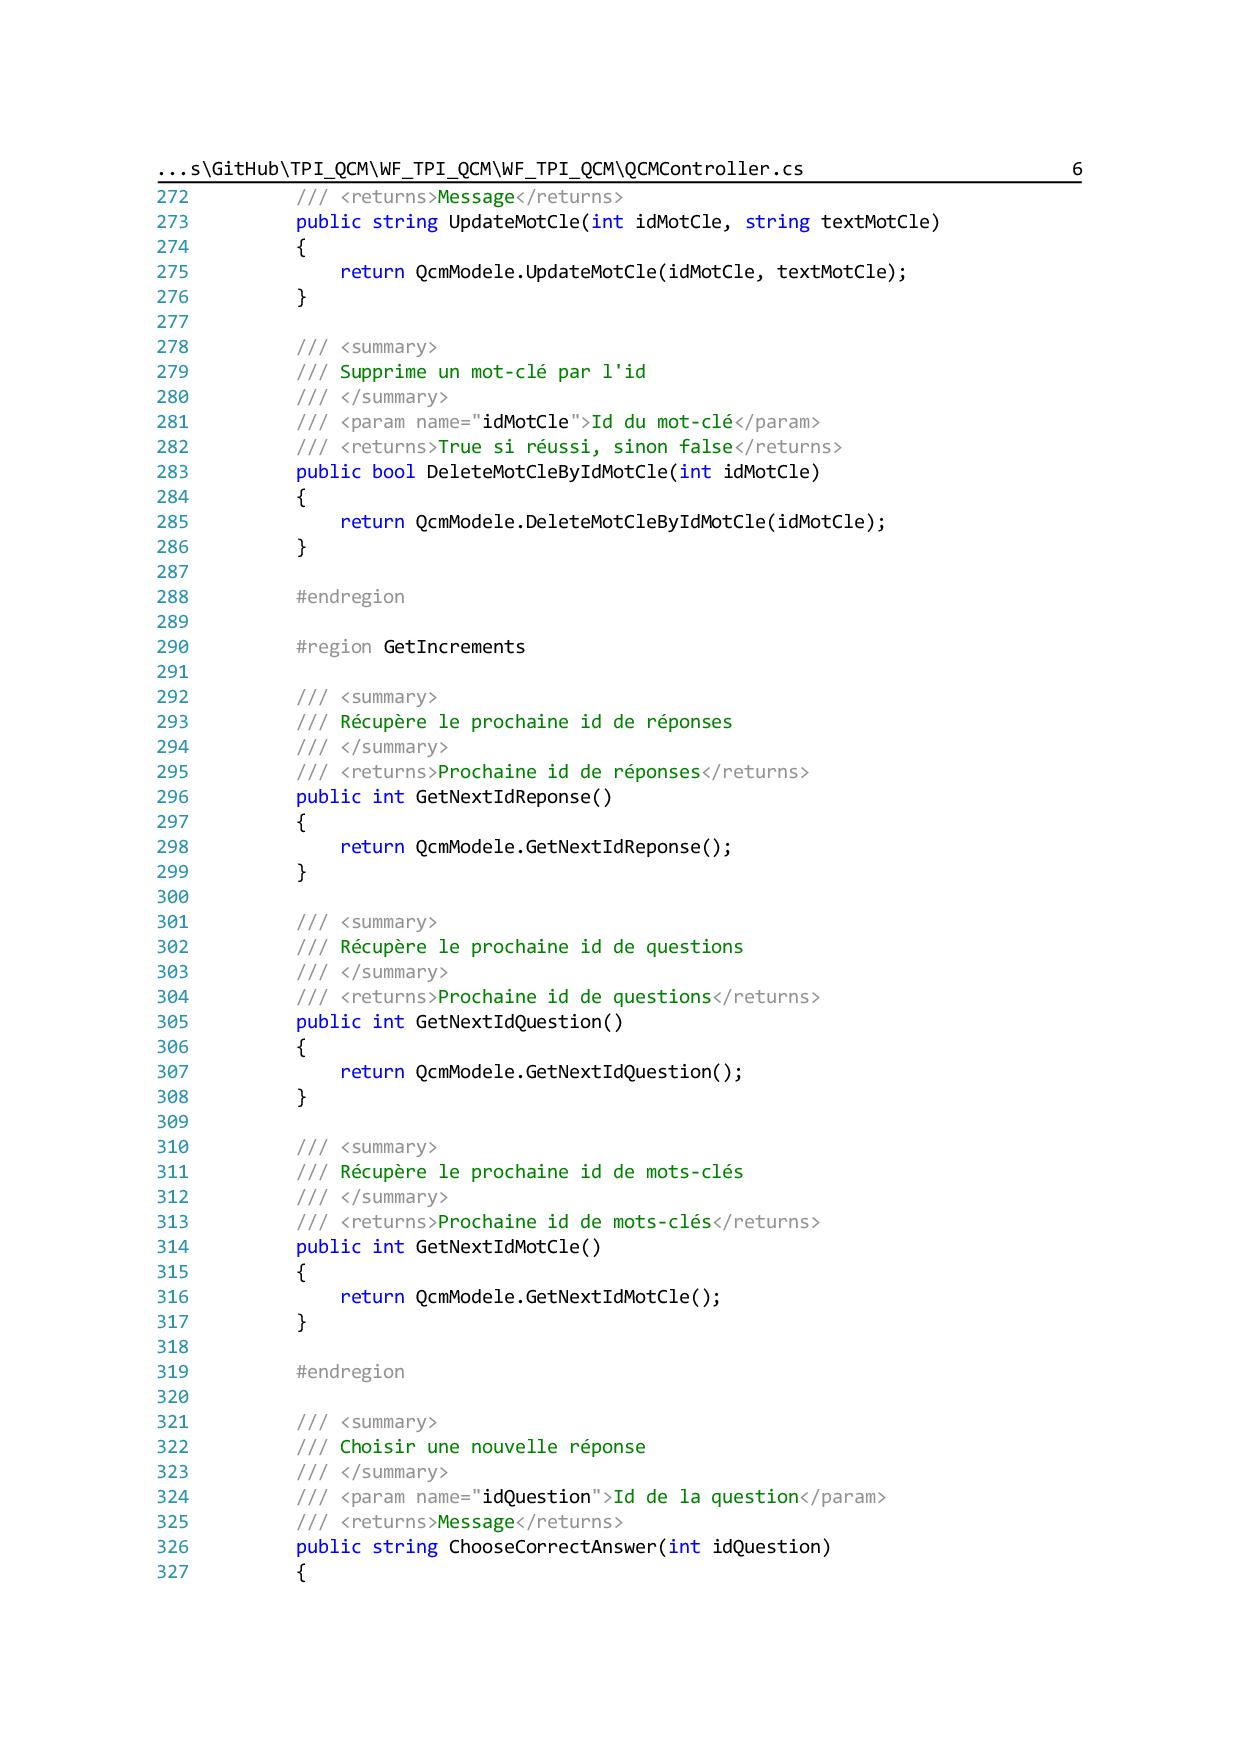 ...s\GitHub\TPI_QCM\WF_TPI_QCM\WF_TPI_QCM\QCMController.cs 6
272 /// <returns>Message</returns>
273 public string UpdateMotCle(int idMotCle, string textMotCle)
274 {
275 return QcmModele.UpdateMotCle(idMotCle, textMotCle);
276 }
277
278 /// <summary>
279 /// Supprime un mot-clé par l'id
280 /// </summary>
281 /// <param name="idMotCle">Id du mot-clé</param>
282 /// <returns>True si réussi, sinon false</returns>
283 public bool DeleteMotCleByIdMotCle(int idMotCle)
284 {
285 return QcmModele.DeleteMotCleByIdMotCle(idMotCle);
286 }
287
288 #endregion
289
290 #region GetIncrements
291
292 /// <summary>
293 /// Récupère le prochaine id de réponses
294 /// </summary>
295 /// <returns>Prochaine id de réponses</returns>
296 public int GetNextIdReponse()
297 {
298 return QcmModele.GetNextIdReponse();
299 }
300
301 /// <summary>
302 /// Récupère le prochaine id de questions
303 /// </summary>
304 /// <returns>Prochaine id de questions</returns>
305 public int GetNextIdQuestion()
306 {
307 return QcmModele.GetNextIdQuestion();
308 }
309
310 /// <summary>
311 /// Récupère le prochaine id de mots-clés
312 /// </summary>
313 /// <returns>Prochaine id de mots-clés</returns>
314 public int GetNextIdMotCle()
315 {
316 return QcmModele.GetNextIdMotCle();
317 }
318
319 #endregion
320
321 /// <summary>
322 /// Choisir une nouvelle réponse
323 /// </summary>
324 /// <param name="idQuestion">Id de la question</param>
325 /// <returns>Message</returns>
326 public string ChooseCorrectAnswer(int idQuestion)
327 {